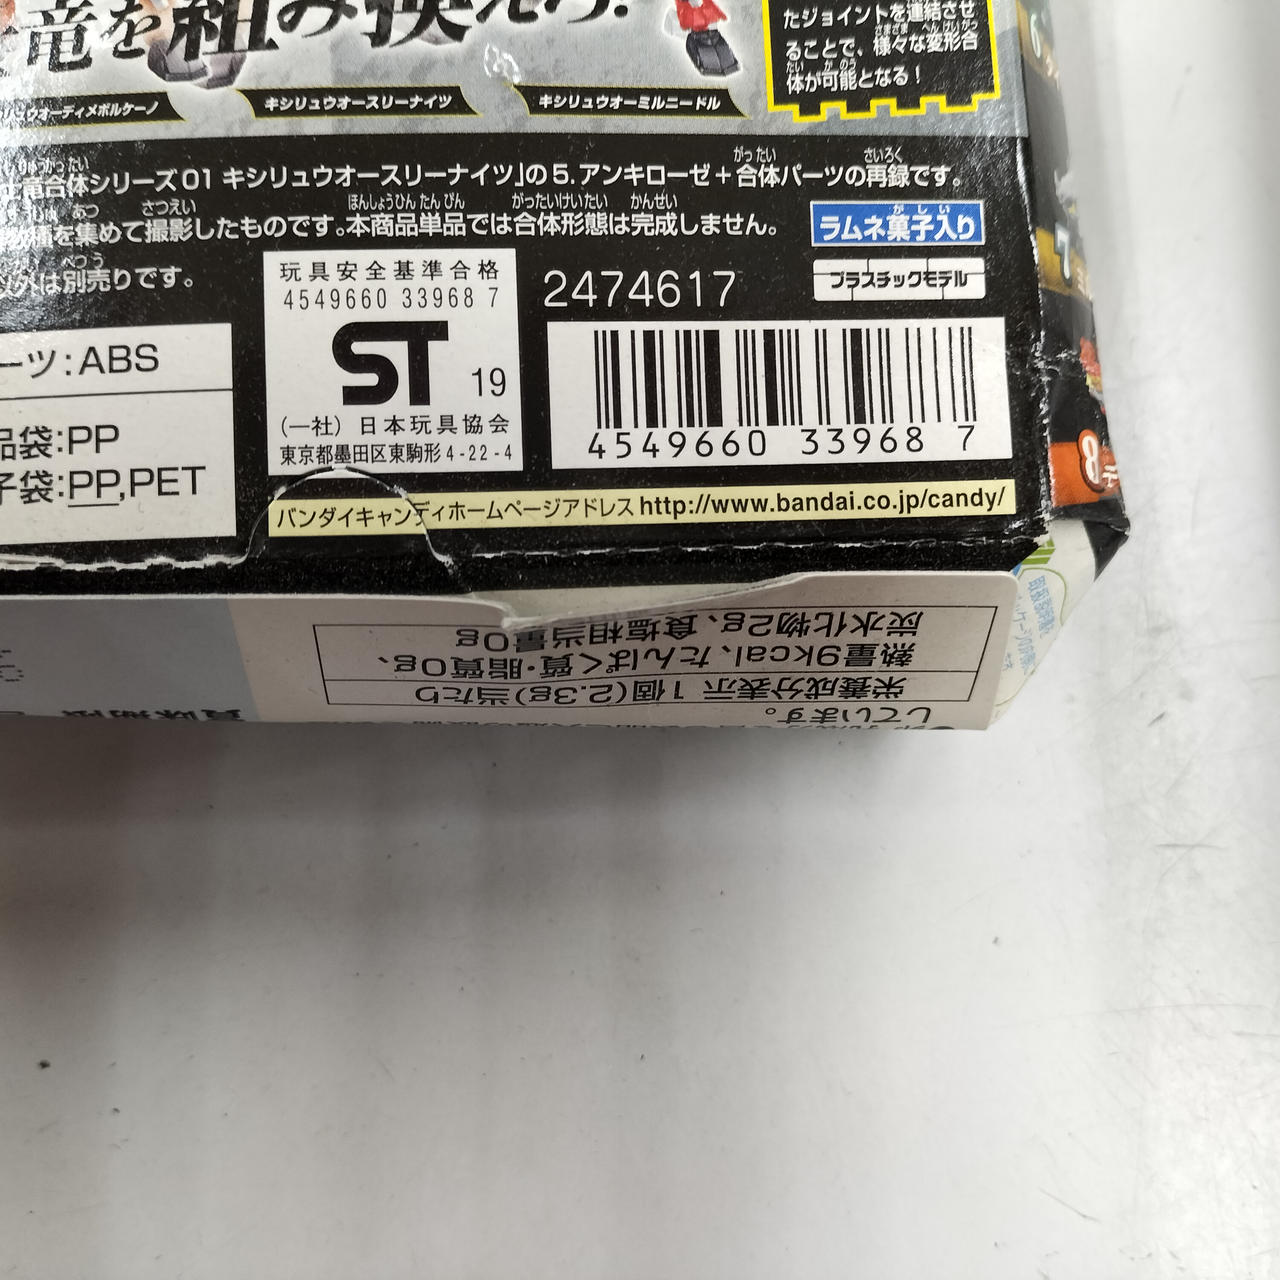 竜を組み換えろ!
たジョイントを連結させ
ることで、様々な変形合
体が可能となる!
キシリュウオースリーナイツ
キシリュウオーミルニードル
竜合体シリーズ01 キシリュウオースリーナイツ」の5.アンキローゼ+合体パーツの再録です。
を集めて撮影したものです。本商品単品では合体形態は完成しません。
ラムネ菓子入り
以外は別売りです。
プラスチックモデル
玩具安全基準合格
4549660 33968 7
ST 19
(一社)日本玩具協会
東京都墨田区東駒形4-22-4
2474617
4549660 33968 7
ーツ:ABS
品袋:PP
子袋:PP,PET
バンダイキャンディホームページアドレス http://www.bandai.co.jp/candy/
6
7
8
しています。
栄養成分表示 1個(2.3g)当たり
熱量9kcal、たんぱく質・脂質0g、
炭水化物2g、食塩相当量0g
賞味期限